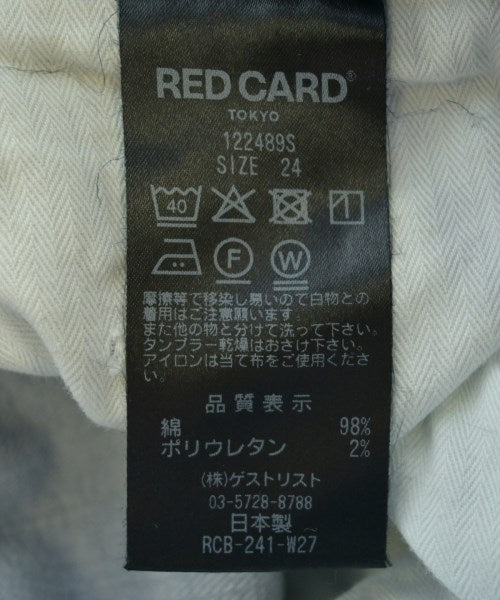 RED CARD®
TOKYO
122489S
SIZE 24
40
F W
摩擦等で移染し易いので白物との
着用はご注意下さい。
また他の物と分けて洗って下さい。
タンブラー乾燥はおさけ下さい。
アイロンは当て布をご使用くださ
い。
品質表示
綿 98%
ポリウレタン 2%
(株)ゲストリスト
03-5728-8788
日本製
RCB-241-W27